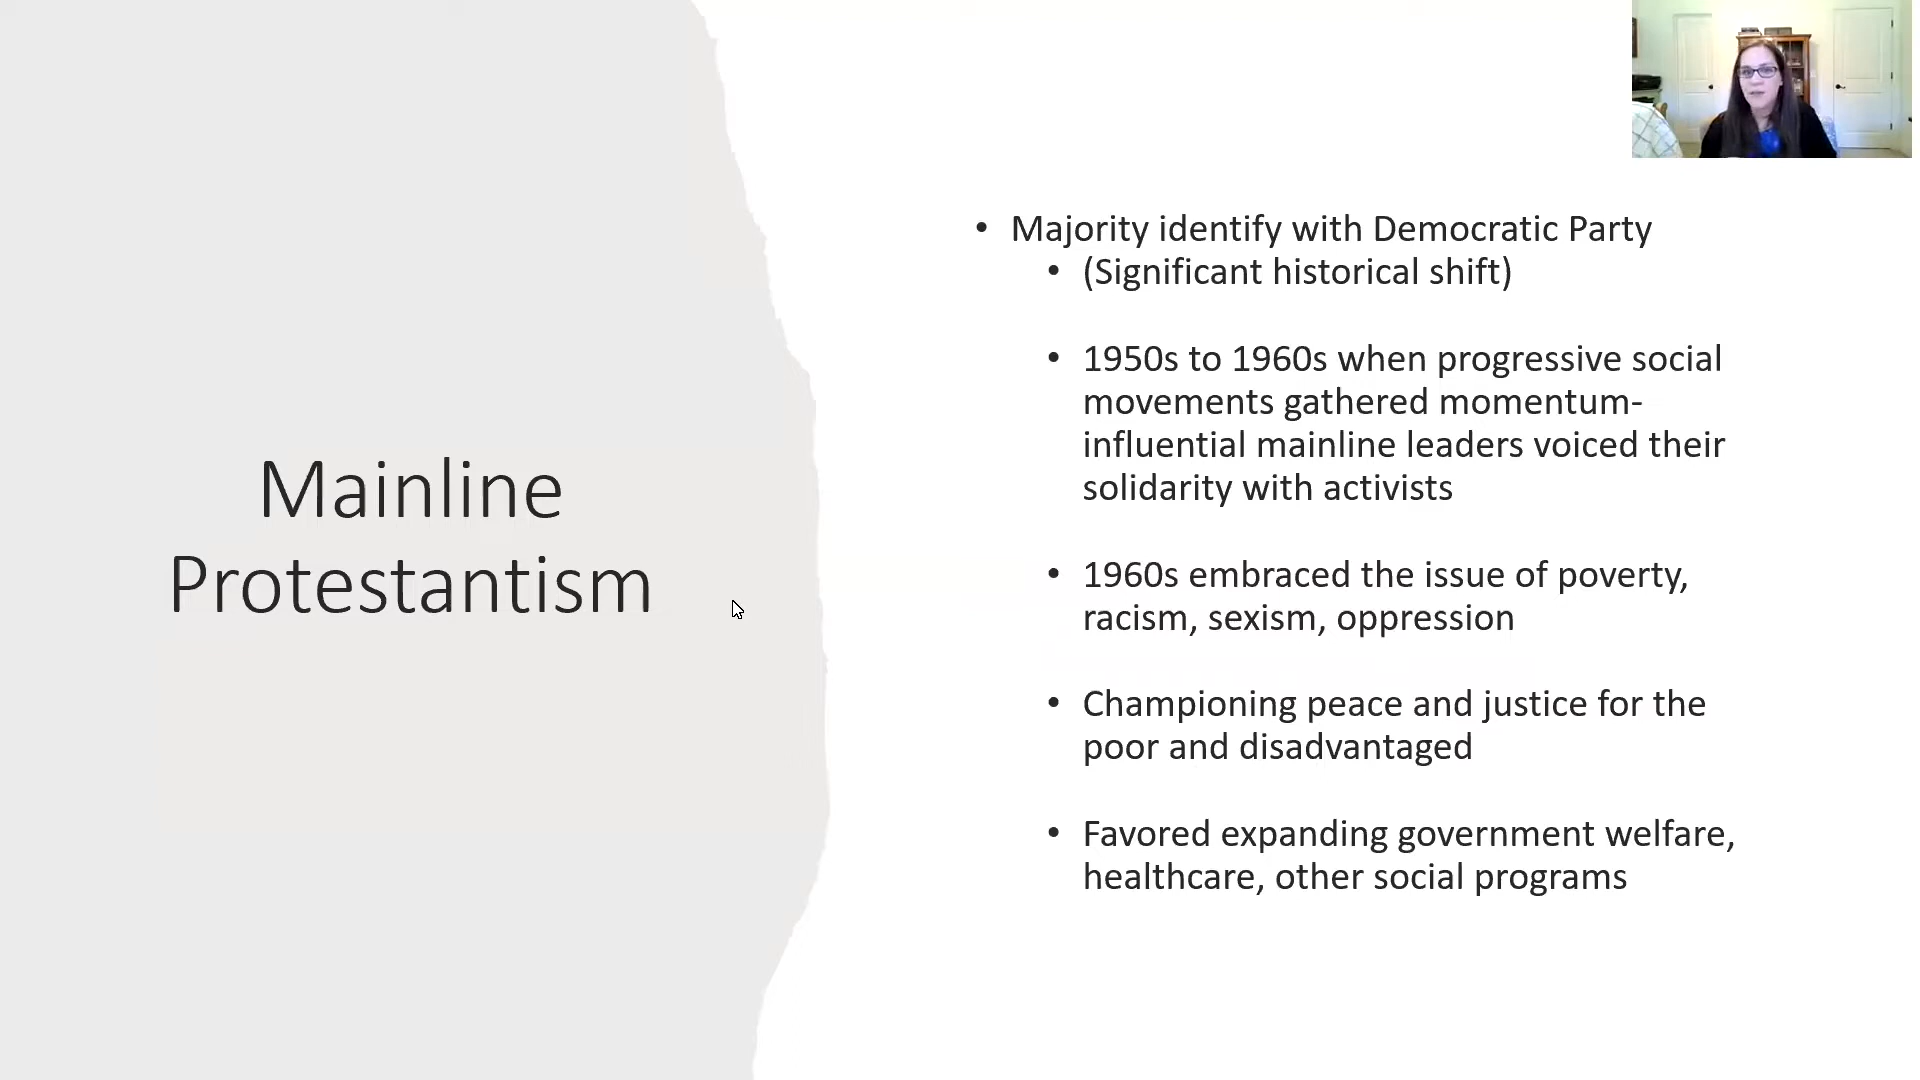 Mainline
Protestantism
• Majority identify with Democratic Party
• (Significant historical shift)
• 1950s to 1960s when progressive social
movements gathered momentum-
influential mainline leaders voiced their
solidarity with activists
• 1960s embraced the issue of poverty,
racism, sexism, oppression
• Championing peace and justice for the
poor and disadvantaged
• Favored expanding government welfare,
healthcare, other social programs